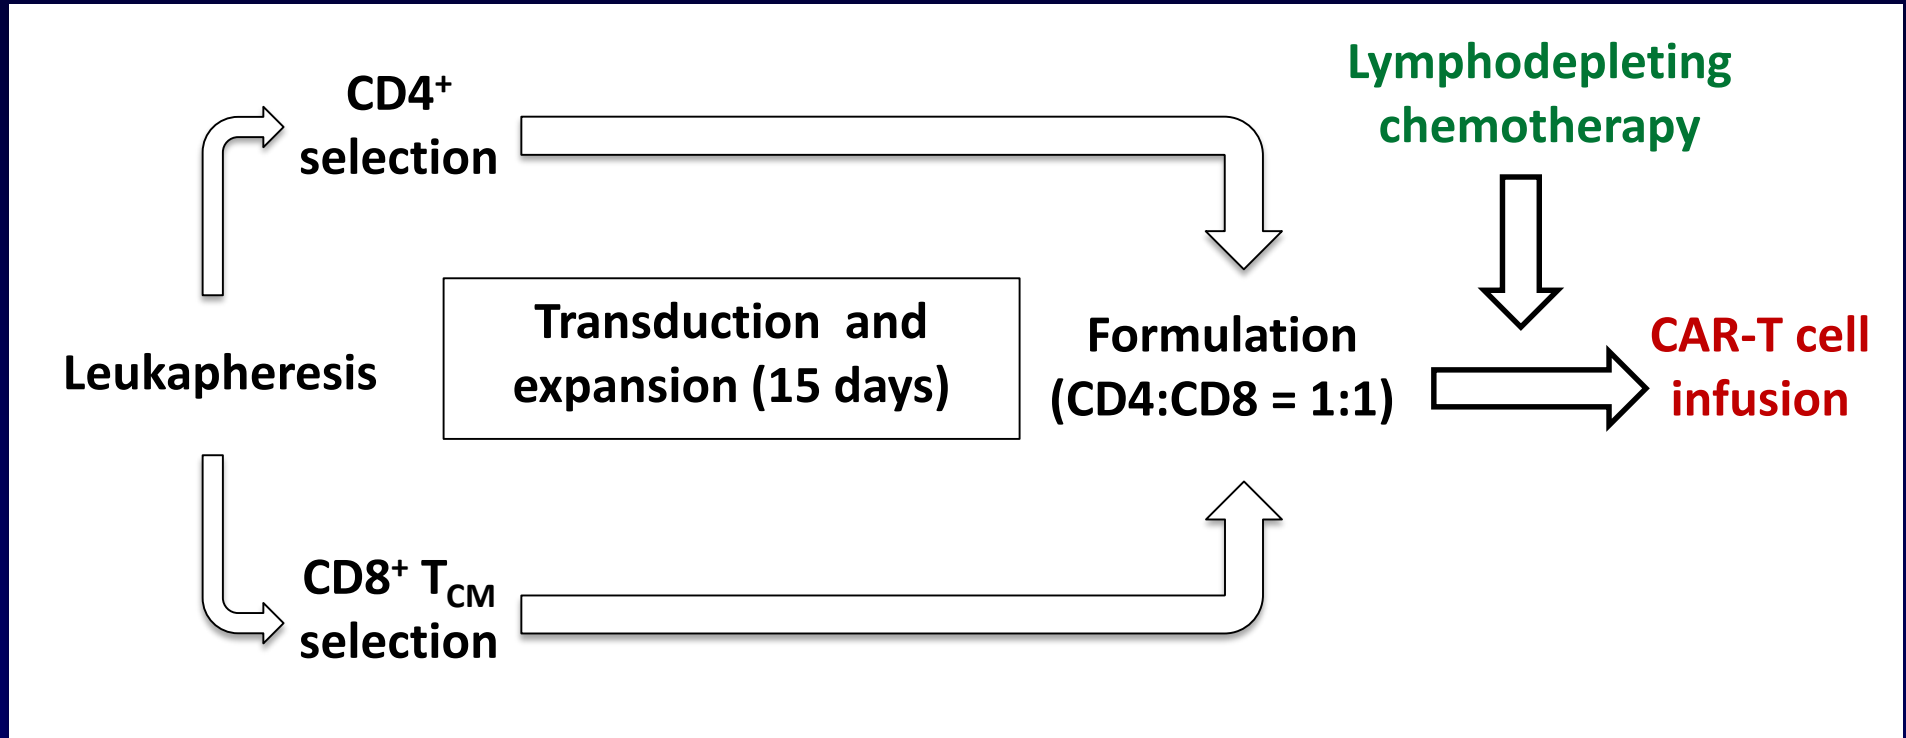 CD4⁺
selection
Lymphodepleting
chemotherapy
Leukapheresis
Transduction and
expansion (15 days)
Formulation
(CD4:CD8 = 1:1)
CAR-T cell
infusion
CD8⁺ T_CM
selection